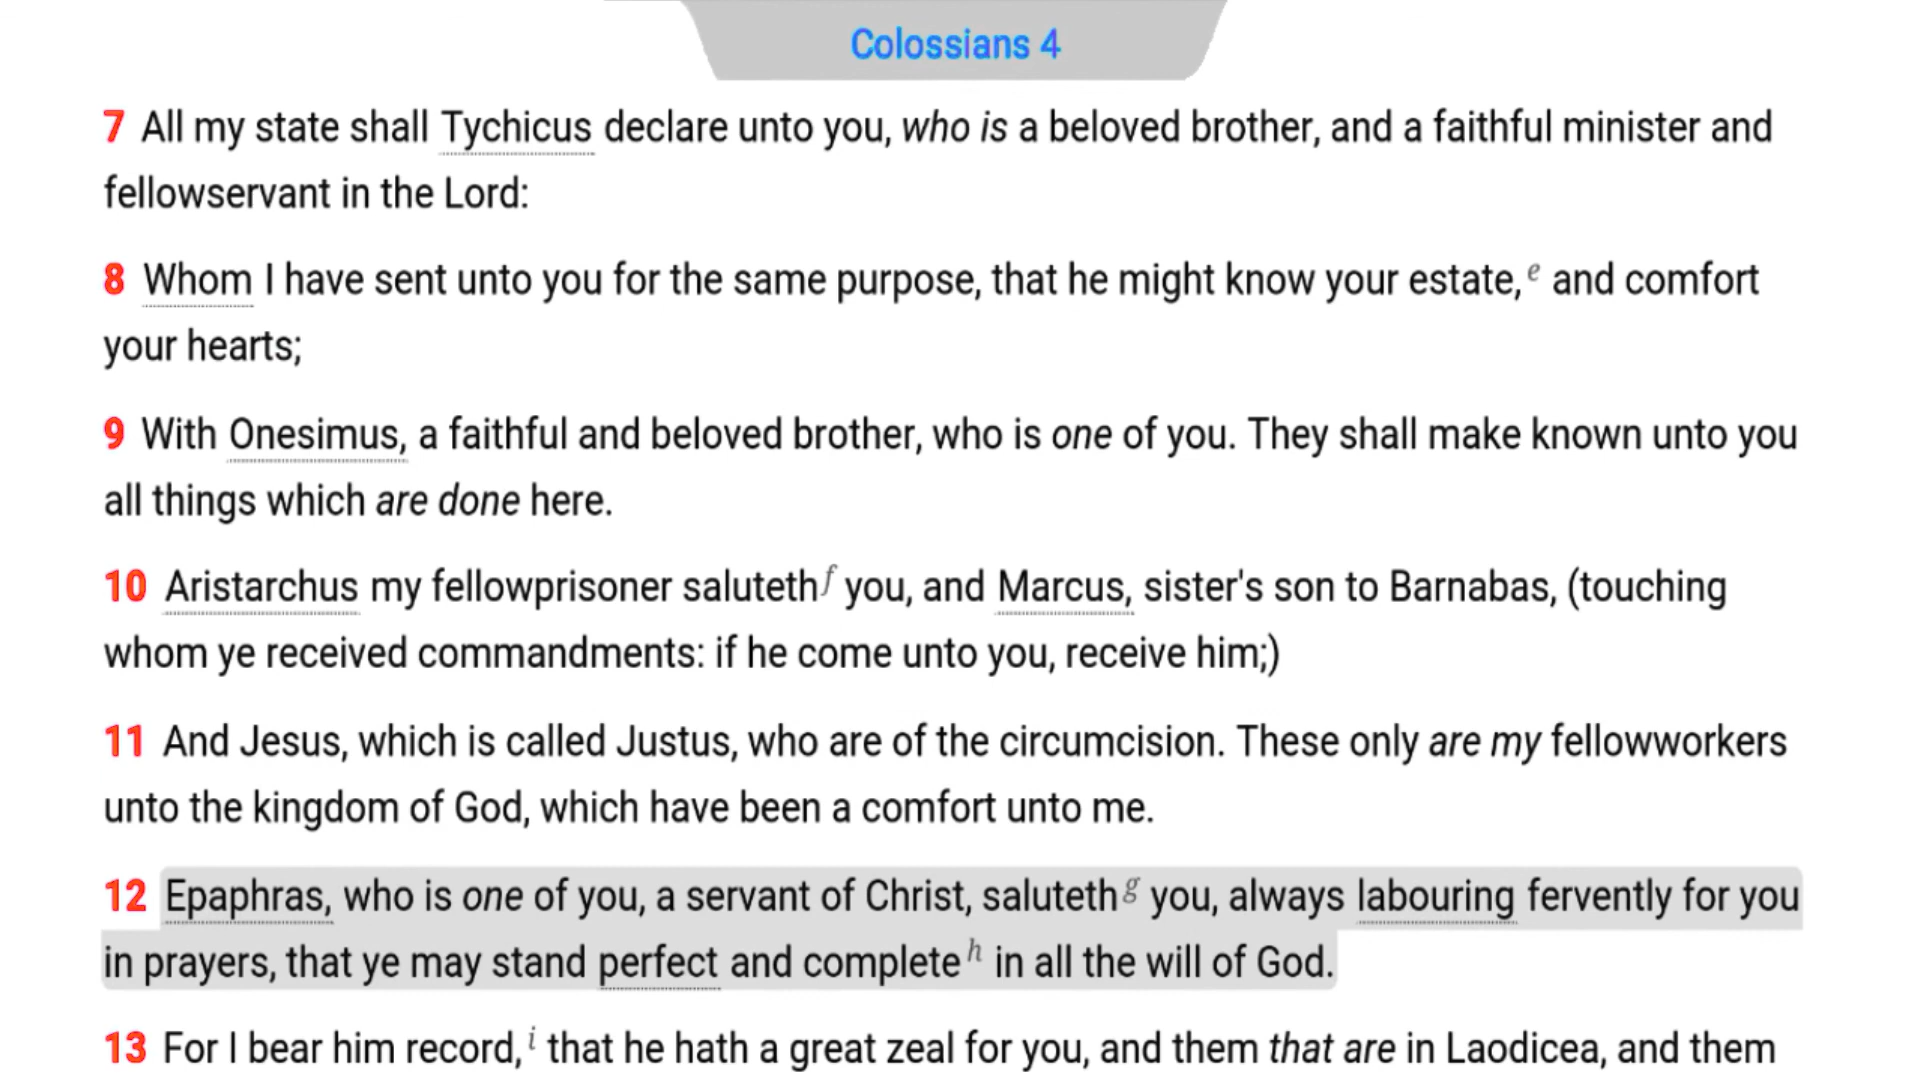 Colossians 4
7 All my state shall Tychicus declare unto you, who is a beloved brother, and a faithful minister and
fellowservant in the Lord:
8 Whom I have sent unto you for the same purpose, that he might know your estate, e and comfort
your hearts;
9 With Onesimus, a faithful and beloved brother, who is one of you. They shall make known unto you
all things which are done here.
10 Aristarchus my fellowprisoner saluteth f you, and Marcus, sister's son to Barnabas, (touching
whom ye received commandments: if he come unto you, receive him;)
11 And Jesus, which is called Justus, who are of the circumcision. These only are my fellowworkers
unto the kingdom of God, which have been a comfort unto me.
12 Epaphras, who is one of you, a servant of Christ, saluteth g you, always labouring fervently for you
in prayers, that ye may stand perfect and complete h in all the will of God.
13 For I bear him record, i that he hath a great zeal for you, and them that are in Laodicea, and them